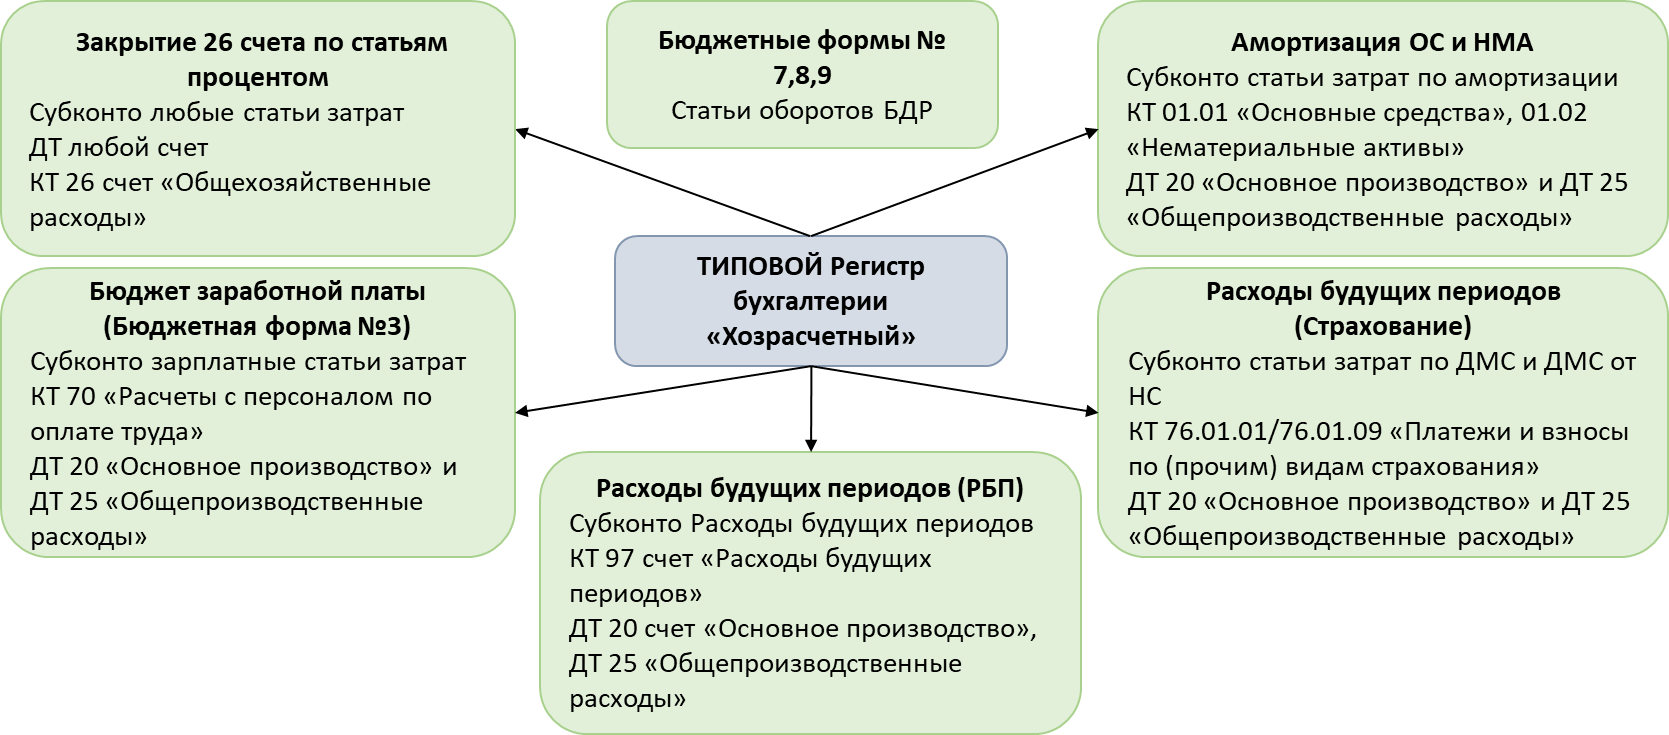 Закрытие 26 счета по статьям
процентом
Субконто любые статьи затрат
ДТ любой счет
КТ 26 счет «Общехозяйственные
расходы»
Бюджетные формы №
7,8,9
Статьи оборотов БДР
Амортизация ОС и НМА
Субконто статьи затрат по амортизации
КТ 01.01 «Основные средства», 01.02
«Нематериальные активы»
ДТ 20 «Основное производство» и ДТ 25
«Общепроизводственные расходы»
ТИПОВОЙ Регистр
бухгалтерии
«Хозрасчетный»
Бюджет заработной платы
(Бюджетная форма №3)
Субконто зарплатные статьи затрат
КТ 70 «Расчеты с персоналом по
оплате труда»
ДТ 20 «Основное производство» и
ДТ 25 «Общепроизводственные
расходы»
Расходы будущих периодов (РБП)
Субконто Расходы будущих периодов
КТ 97 счет «Расходы будущих
периодов»
ДТ 20 счет «Основное производство»,
ДТ 25 «Общепроизводственные
расходы»
Расходы будущих периодов
(Страхование)
Субконто статьи затрат по ДМС и ДМС от
НС
КТ 76.01.01/76.01.09 «Платежи и взносы
по (прочим) видам страхования»
ДТ 20 «Основное производство» и ДТ 25
«Общепроизводственные расходы»